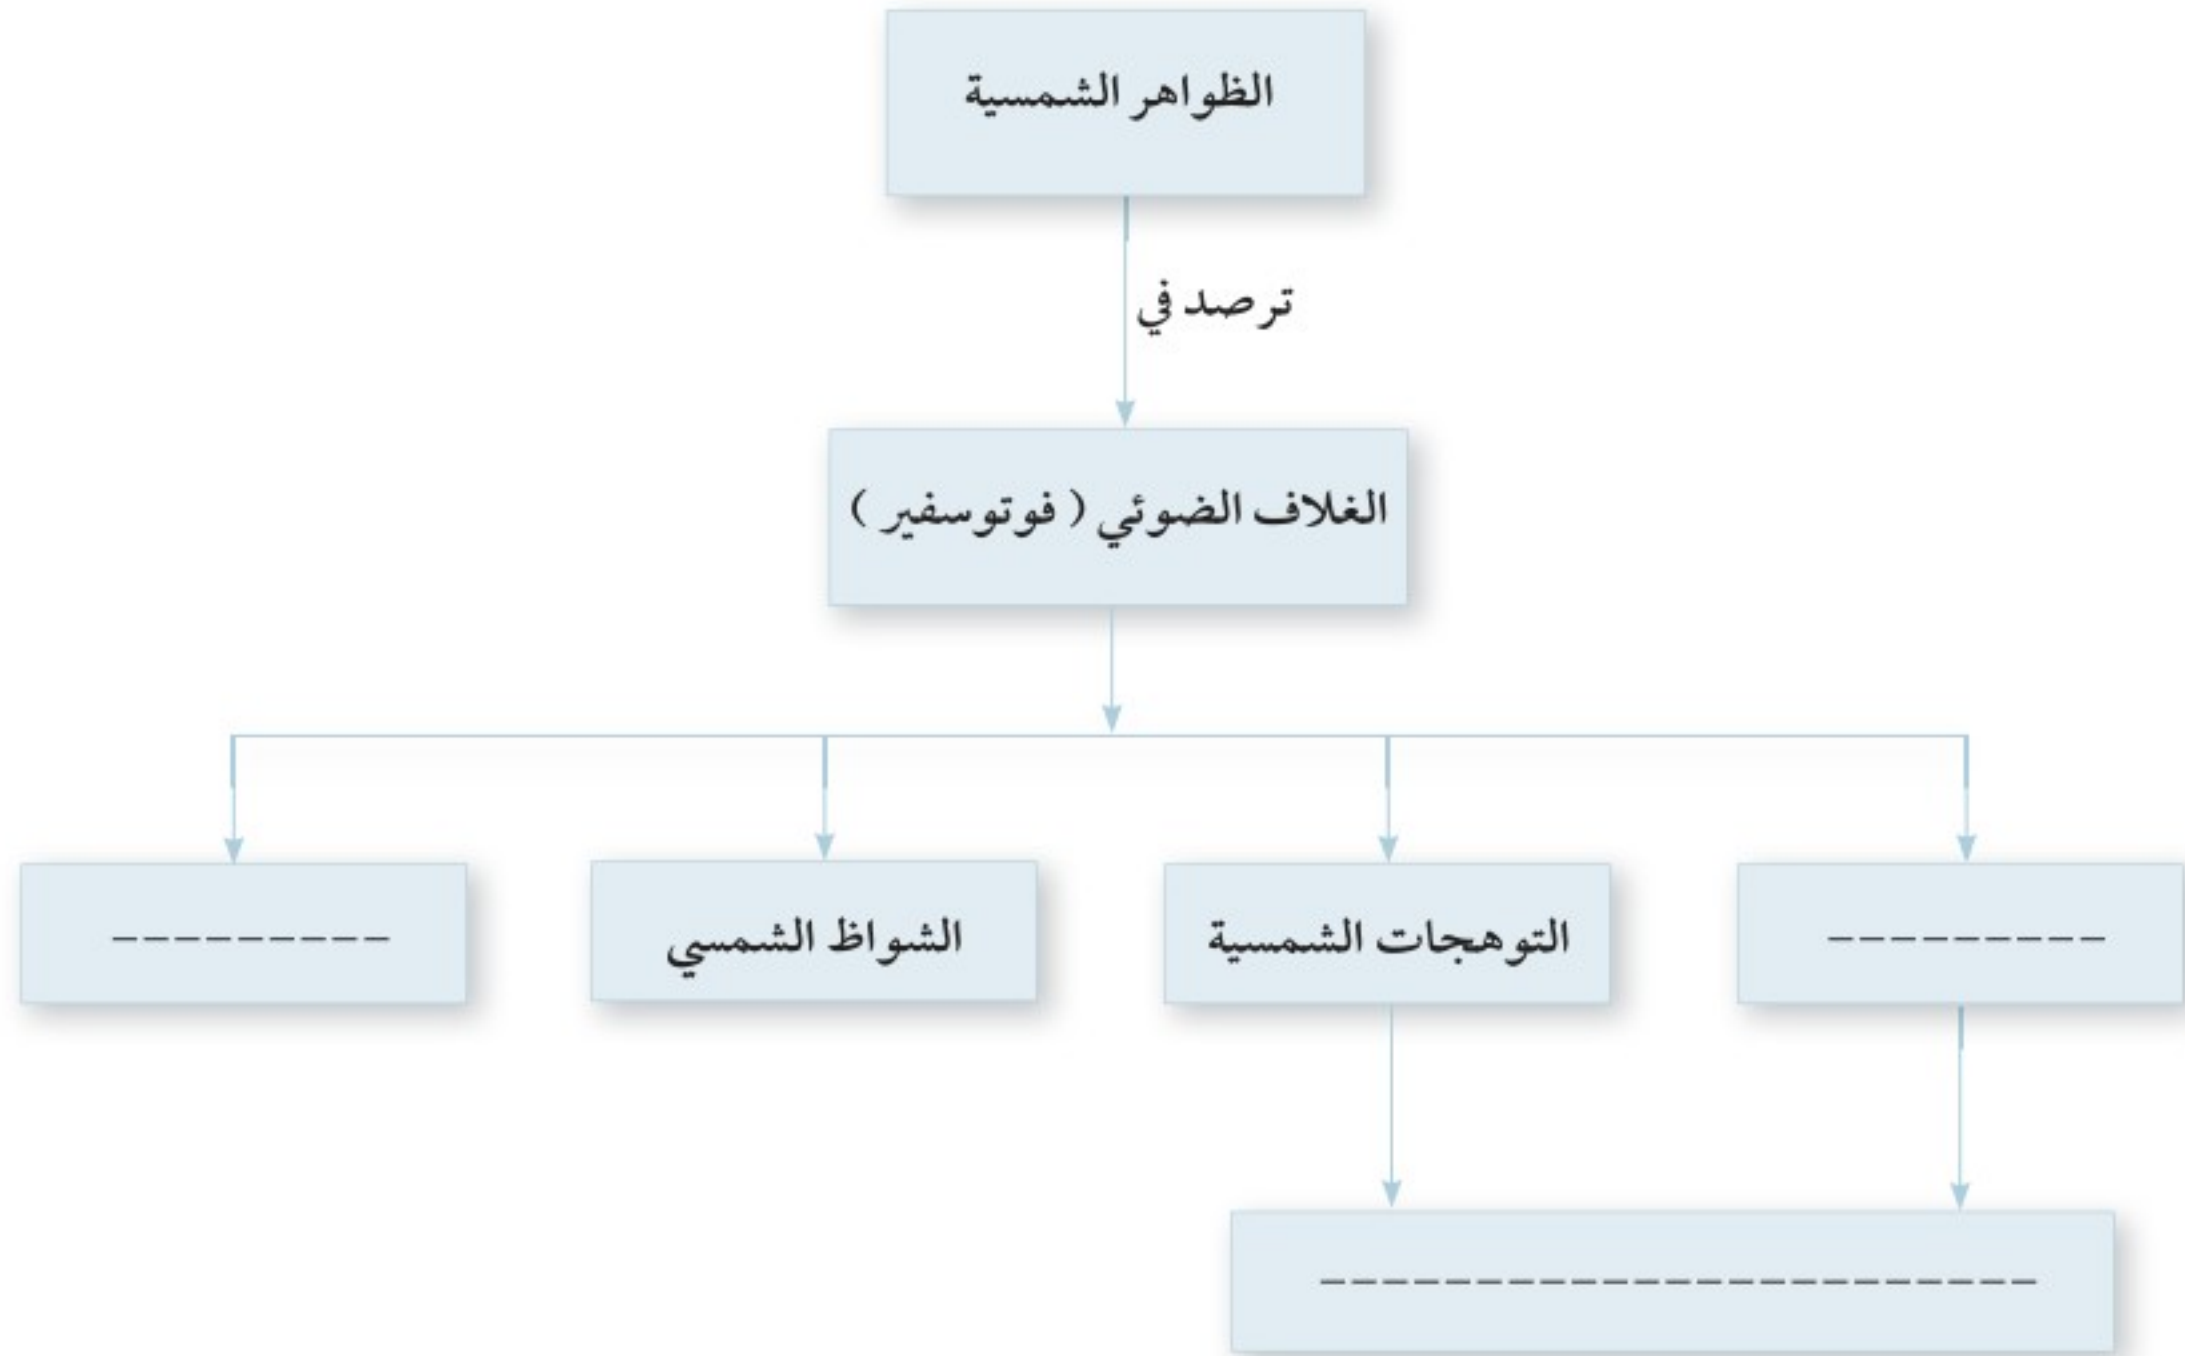 الظواهر الشمسية
ترصد في
الغلاف الضوئي ( فوتوسفير )
---------
التوهجات الشمسية
الشواظ الشمسي
---------
-----------------------